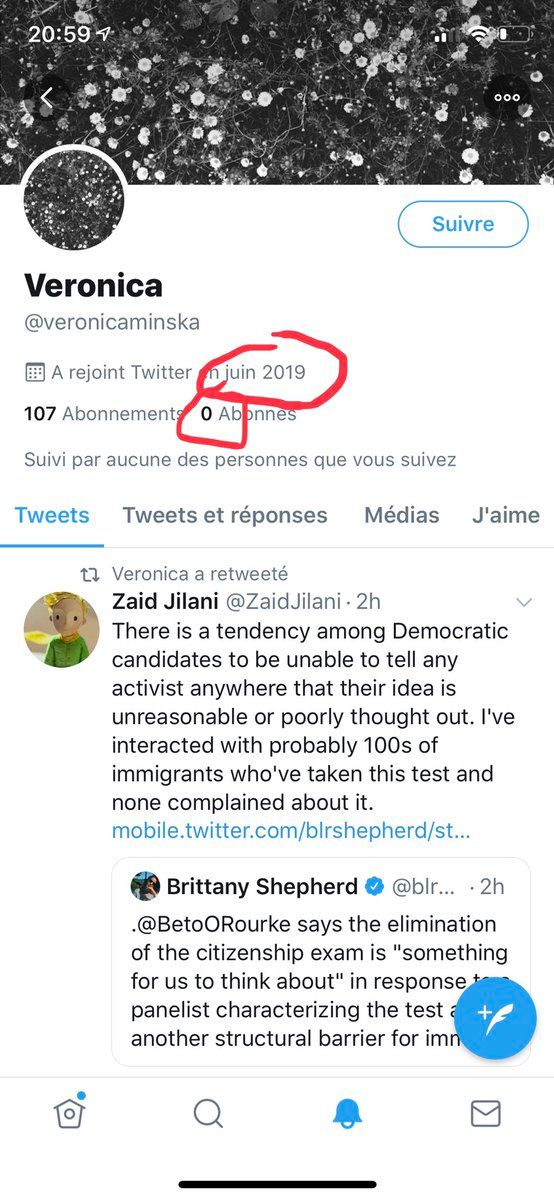 20:59
Suivre
Veronica
@veronicaminska
A rejoint Twitter en juin 2019
107 Abonnements 0 Abonnés
Suivi par aucune des personnes que vous suivez
Tweets Tweets et réponses Médias J'aime
Veronica a retweeté
Zaid Jilani @ZaidJilani · 2h
There is a tendency among Democratic
candidates to be unable to tell any
activist anywhere that their idea is
unreasonable or poorly thought out. I've
interacted with probably 100s of
immigrants who've taken this test and
none complained about it.
mobile.twitter.com/blrshepherd/st...
Brittany Shepherd @blr... · 2h
.@BetoORourke says the elimination
of the citizenship exam is "something
for us to think about" in response
panelist characterizing the test
another structural barrier for imm